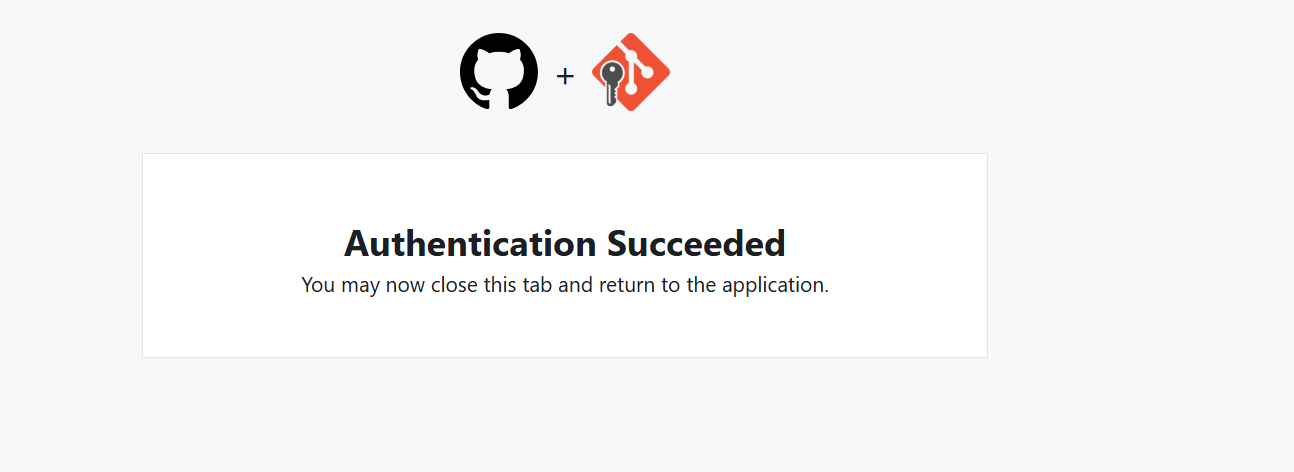 +
Authentication Succeeded
You may now close this tab and return to the application.